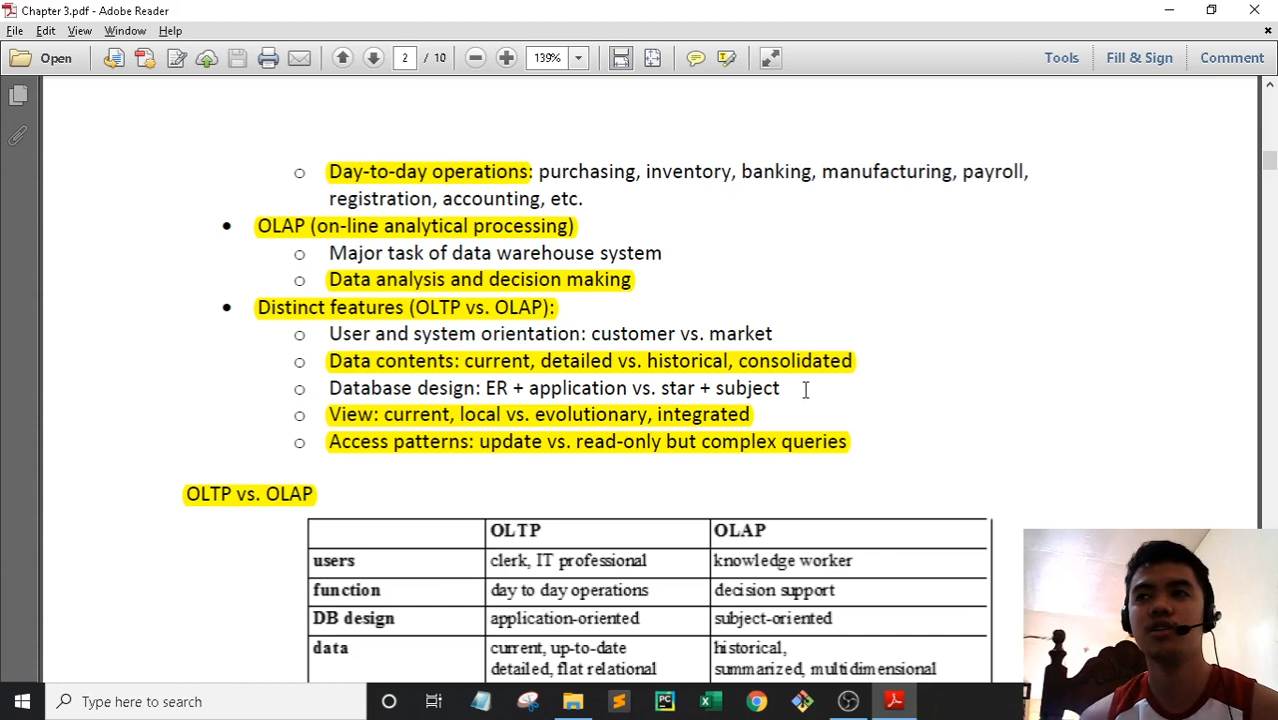 Chapter 3.pdf - Adobe Reader
File Edit View Window Help
Open 2 / 10 139% Tools Fill & Sign Comment
o Day-to-day operations: purchasing, inventory, banking, manufacturing, payroll,
registration, accounting, etc.
• OLAP (on-line analytical processing)
o Major task of data warehouse system
o Data analysis and decision making
• Distinct features (OLTP vs. OLAP):
o User and system orientation: customer vs. market
o Data contents: current, detailed vs. historical, consolidated
o Database design: ER + application vs. star + subject
o View: current, local vs. evolutionary, integrated
o Access patterns: update vs. read-only but complex queries
OLTP vs. OLAP
OLTP OLAP
users clerk, IT professional knowledge worker
function day to day operations decision support
DB design application-oriented subject-oriented
data current, up-to-date historical,
detailed, flat relational summarized, multidimensional
Type here to search